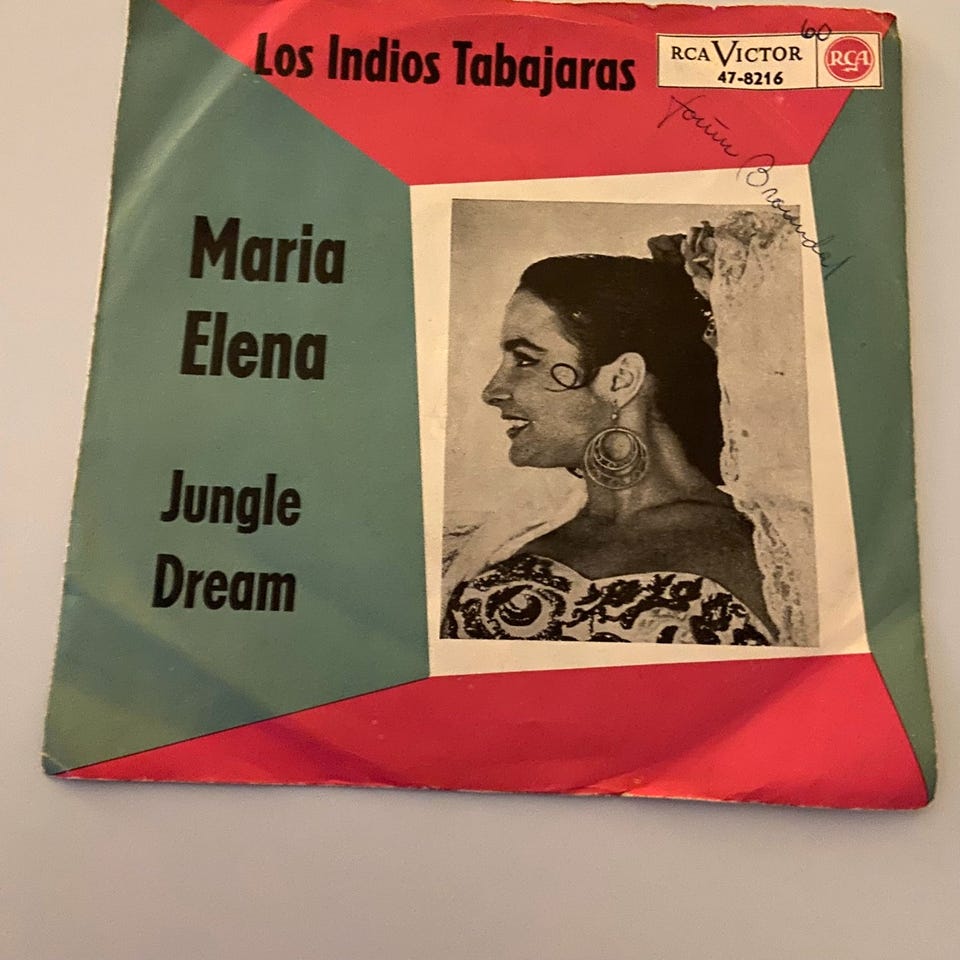 Los Indios Tabajaras
RCA VICTOR
47-8216
RCA
60
Maria
Elena
Jungle
Dream